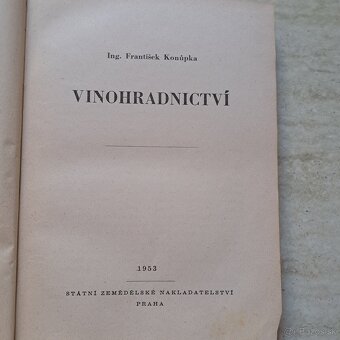 Ing. František Konůpka
VINOHRADNICTVÍ
1953
STÁTNÍ ZEMĚDĚLSKÉ NAKLADATELSTVÍ
PRAHA